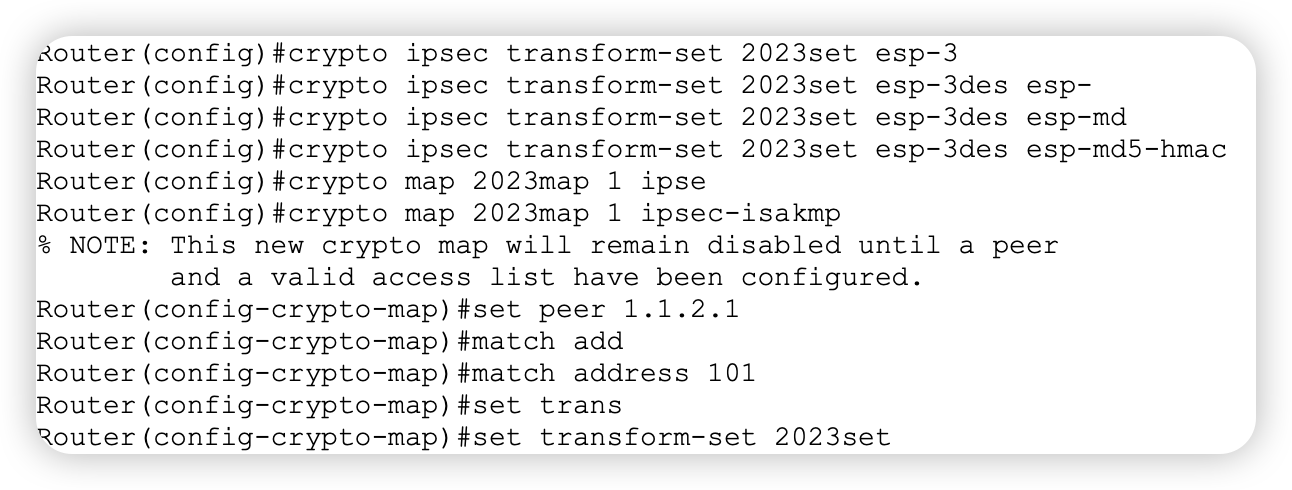 Router(config)#crypto ipsec transform-set 2023set esp-3
Router(config)#crypto ipsec transform-set 2023set esp-3des esp-
Router(config)#crypto ipsec transform-set 2023set esp-3des esp-md
Router(config)#crypto ipsec transform-set 2023set esp-3des esp-md5-hmac
Router(config)#crypto map 2023map 1 ipse
Router(config)#crypto map 2023map 1 ipsec-isakmp
% NOTE: This new crypto map will remain disabled until a peer
        and a valid access list have been configured.
Router(config-crypto-map)#set peer 1.1.2.1
Router(config-crypto-map)#match add
Router(config-crypto-map)#match address 101
Router(config-crypto-map)#set trans
Router(config-crypto-map)#set transform-set 2023set